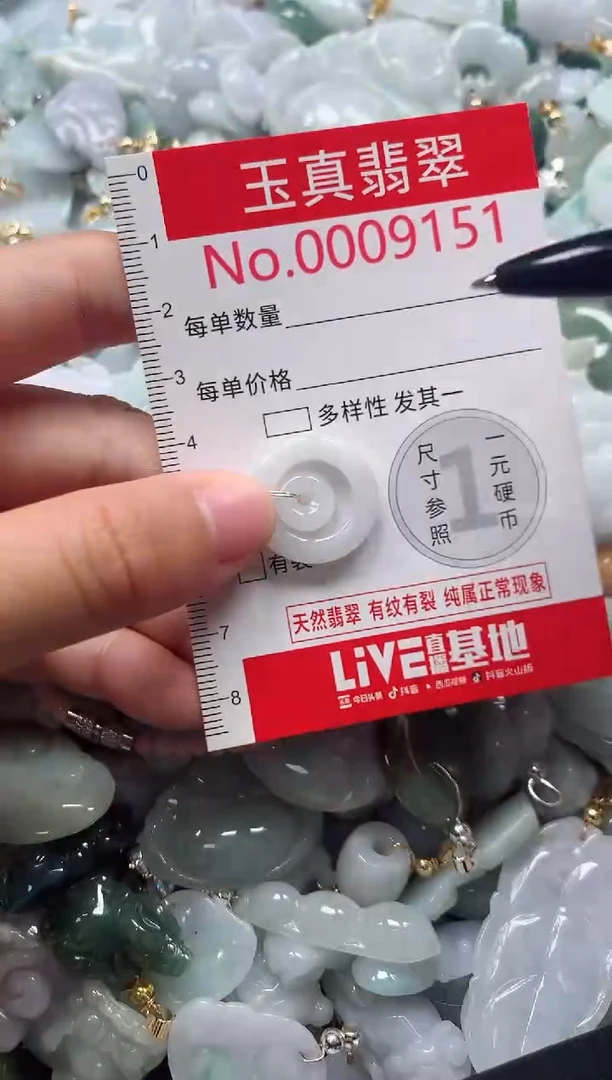 玉真翡翠
No.0009151
每单数量
每单价格
多样性 发其一
尺寸参照
1
一元硬币
有裂
天然翡翠 有纹有裂 纯属正常现象
LIVE直播基地
今日头条 抖音 西瓜视频 抖音火山版
0
1
2
3
4
7
8